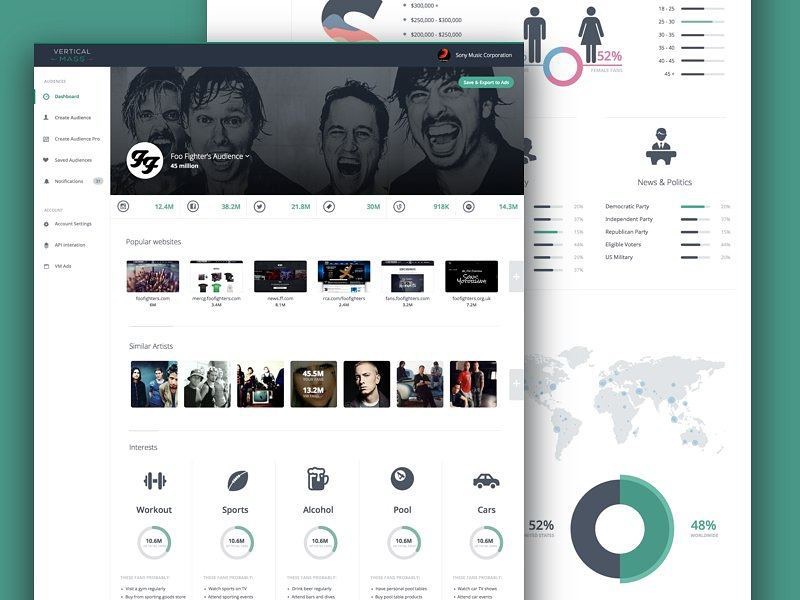 VERTICAL
MASS
Sony Music Corporation
AUDIENCES
Dashboard
Create Audience
Create Audience Pro
Saved Audiences
Notifications
ACCOUNT
Account Settings
API intenation
VM Ads
Save & Export to Ads
FF
Foo Fighter's Audience
45 million
12.4M
38.2M
21.8M
30M
918K
14.3M
Popular websites
foofighters.com
6M
mercg.foofighters.com
3.4M
news.ff.com
8.1M
rca.com/foofighters
2.4M
fans.foofighters.com
3.2M
foofighters.org.uk
7.2M
Similar Artists
45.5M
YOUR FANS
13.2M
VM FANS
Interests
Workout
10.6M
THESE FANS PROBABLY:
Visit a gym regularly
Buy from sporting goods store
Sports
10.6M
THESE FANS PROBABLY:
Watch sports on TV
Attend sporting events
Alcohol
10.6M
THESE FANS PROBABLY:
Drink beer regularly
Attend bars and dives
Pool
10.6M
THESE FANS PROBABLY:
Have personal pool tables
Buy pool table products
Cars
10.6M
THESE FANS PROBABLY:
Watch car TV shows
Attend car events
$300,000 +
$250,000 - $300,000
$200,000 - $250,000
52%
FEMALE FANS
18 - 25
25 - 30
30 - 35
35 - 40
40 - 45
45 +
20%
37%
15%
44%
20%
37%
News & Politics
Democratic Party 20%
Independent Party 37%
Republican Party 15%
Eligible Voters 44%
US Military 20%
52%
UNITED STATES
48%
WORLDWIDE